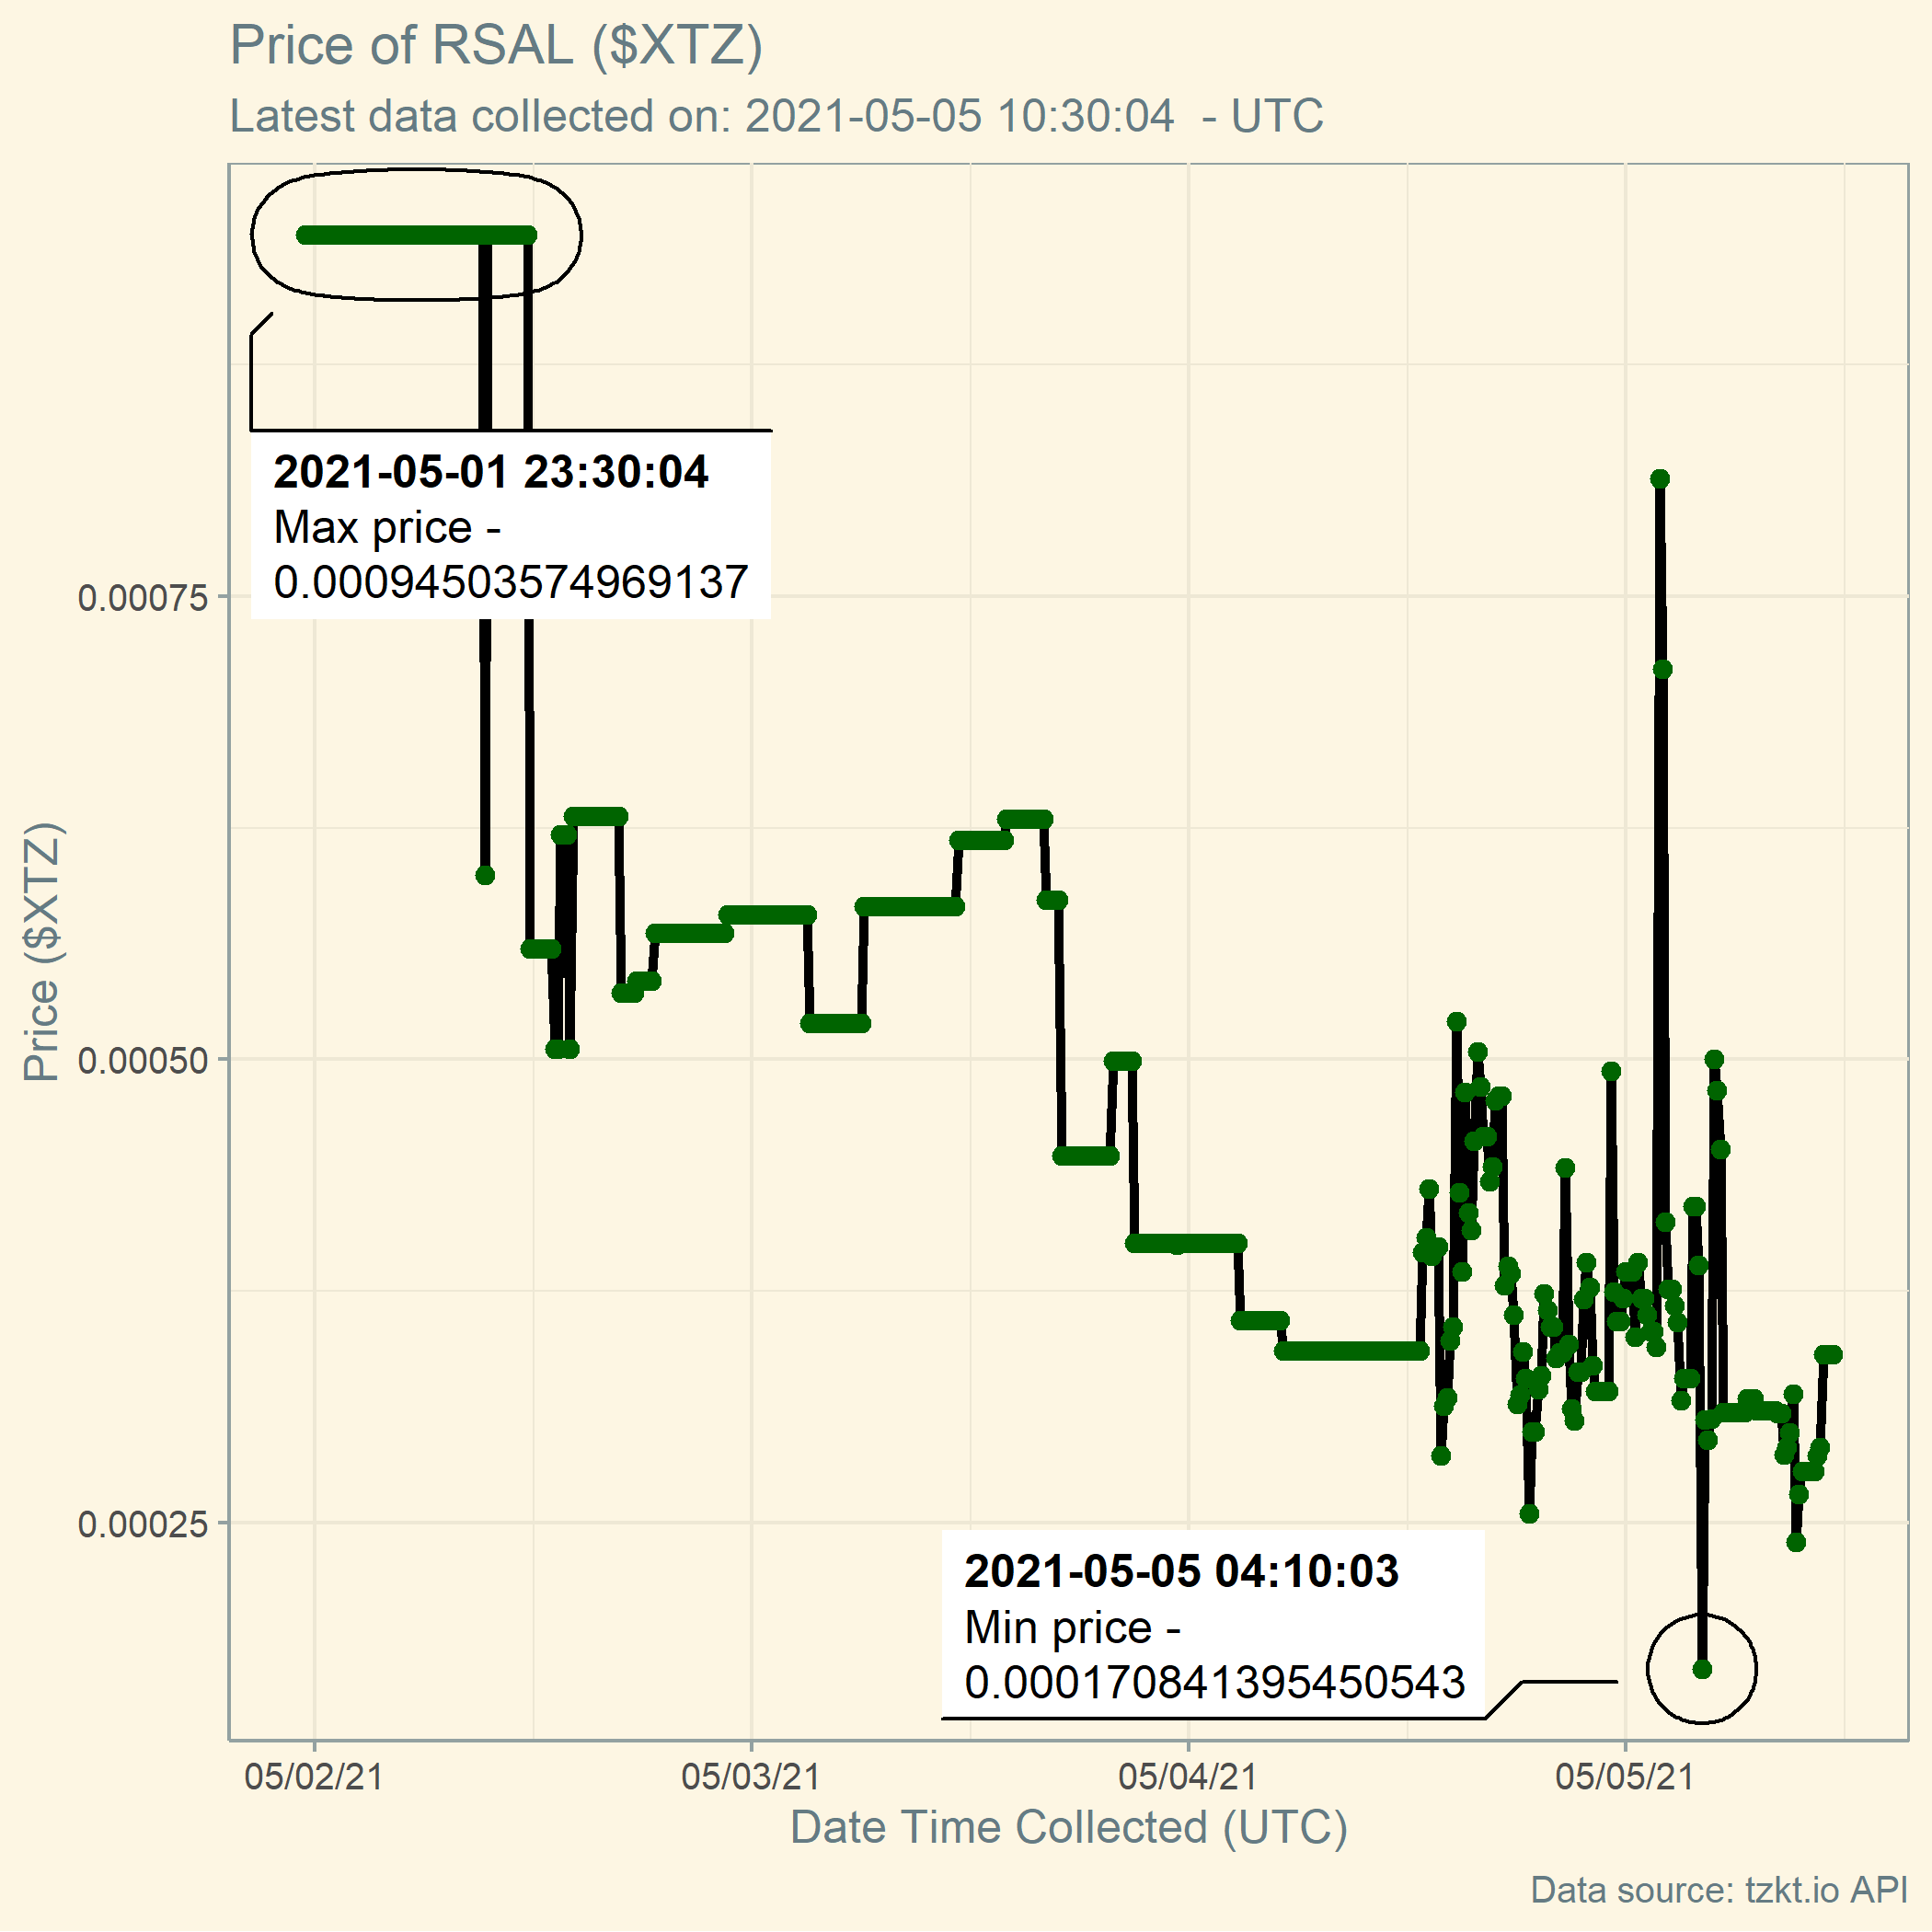 Price of RSAL ($XTZ)
Latest data collected on: 2021-05-05 10:30:04  - UTC
2021-05-01 23:30:04
Max price -
0.00094503574969137
0.00075
0.00050
0.00025
Price ($XTZ)
2021-05-05 04:10:03
Min price -
0.000170841395450543
05/02/21
05/03/21
05/04/21
05/05/21
Date Time Collected (UTC)
Data source: tzkt.io API